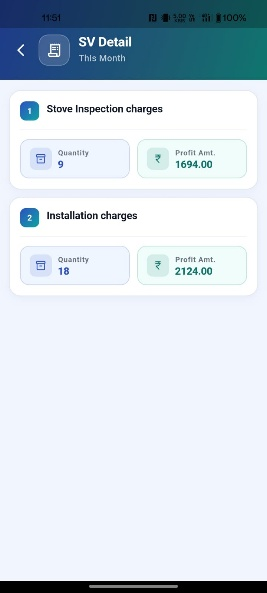 11:51
100%
SV Detail
This Month
1
Stove Inspection charges
Quantity
9
₹
Profit Amt.
1694.00
2
Installation charges
Quantity
18
₹
Profit Amt.
2124.00